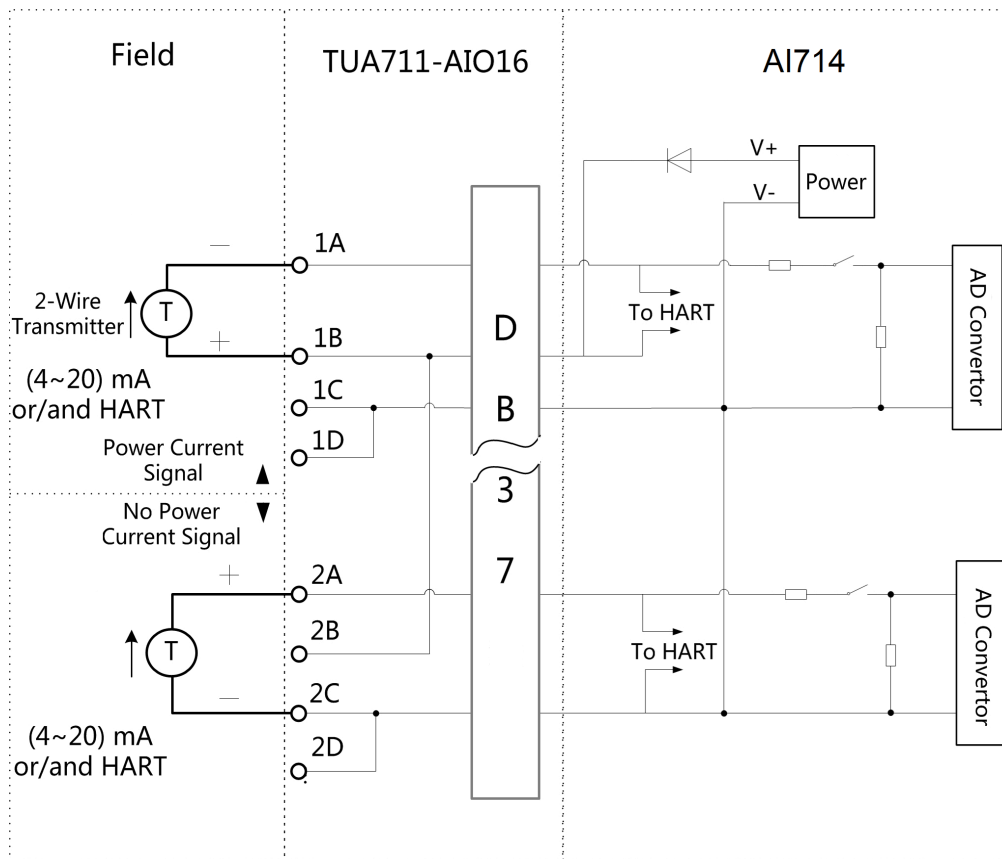 Field
TUA711-AIO16
AI714
V+
V-
Power
1A
1B
1C
1D
2-Wire
Transmitter
T
(4~20) mA
or/and HART
Power Current
Signal
No Power
Current Signal
D
B
3
7
To HART
AD Convertor
2A
2B
2C
2D
T
(4~20) mA
or/and HART
To HART
AD Convertor